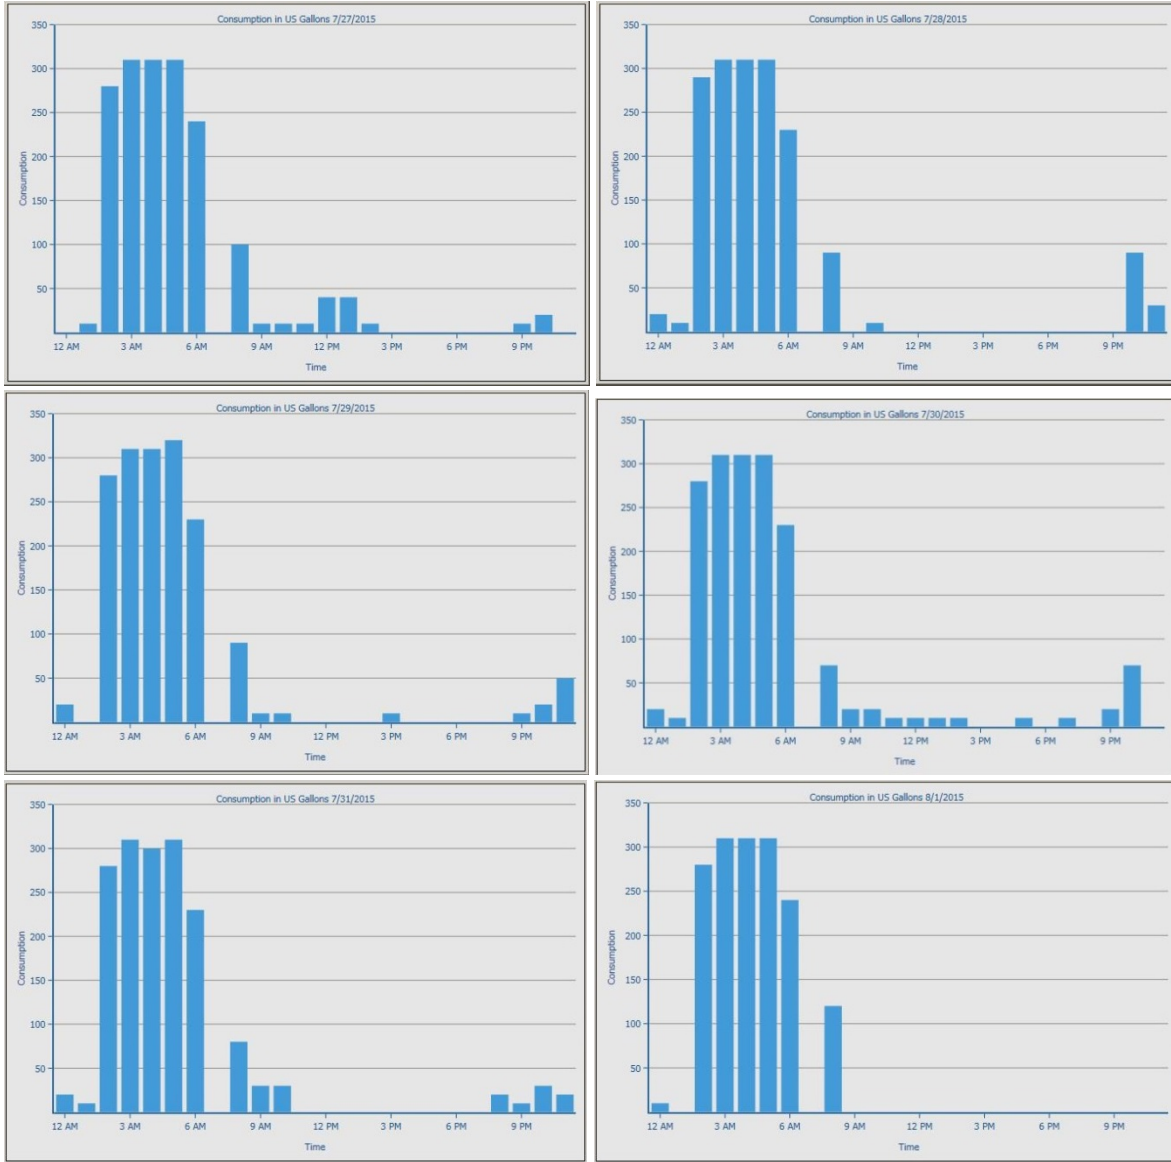 Consumption in US Gallons 7/27/2015
350
300
250
200
150
100
50
Consumption
12 AM 3 AM 6 AM 9 AM 12 PM 3 PM 6 PM 9 PM
Time
Consumption in US Gallons 7/28/2015
350
300
250
200
150
100
50
Consumption
12 AM 3 AM 6 AM 9 AM 12 PM 3 PM 6 PM 9 PM
Time
Consumption in US Gallons 7/29/2015
350
300
250
200
150
100
50
Consumption
12 AM 3 AM 6 AM 9 AM 12 PM 3 PM 6 PM 9 PM
Time
Consumption in US Gallons 7/30/2015
350
300
250
200
150
100
50
Consumption
12 AM 3 AM 6 AM 9 AM 12 PM 3 PM 6 PM 9 PM
Time
Consumption in US Gallons 7/31/2015
350
300
250
200
150
100
50
Consumption
12 AM 3 AM 6 AM 9 AM 12 PM 3 PM 6 PM 9 PM
Time
Consumption in US Gallons 8/1/2015
350
300
250
200
150
100
50
Consumption
12 AM 3 AM 6 AM 9 AM 12 PM 3 PM 6 PM 9 PM
Time